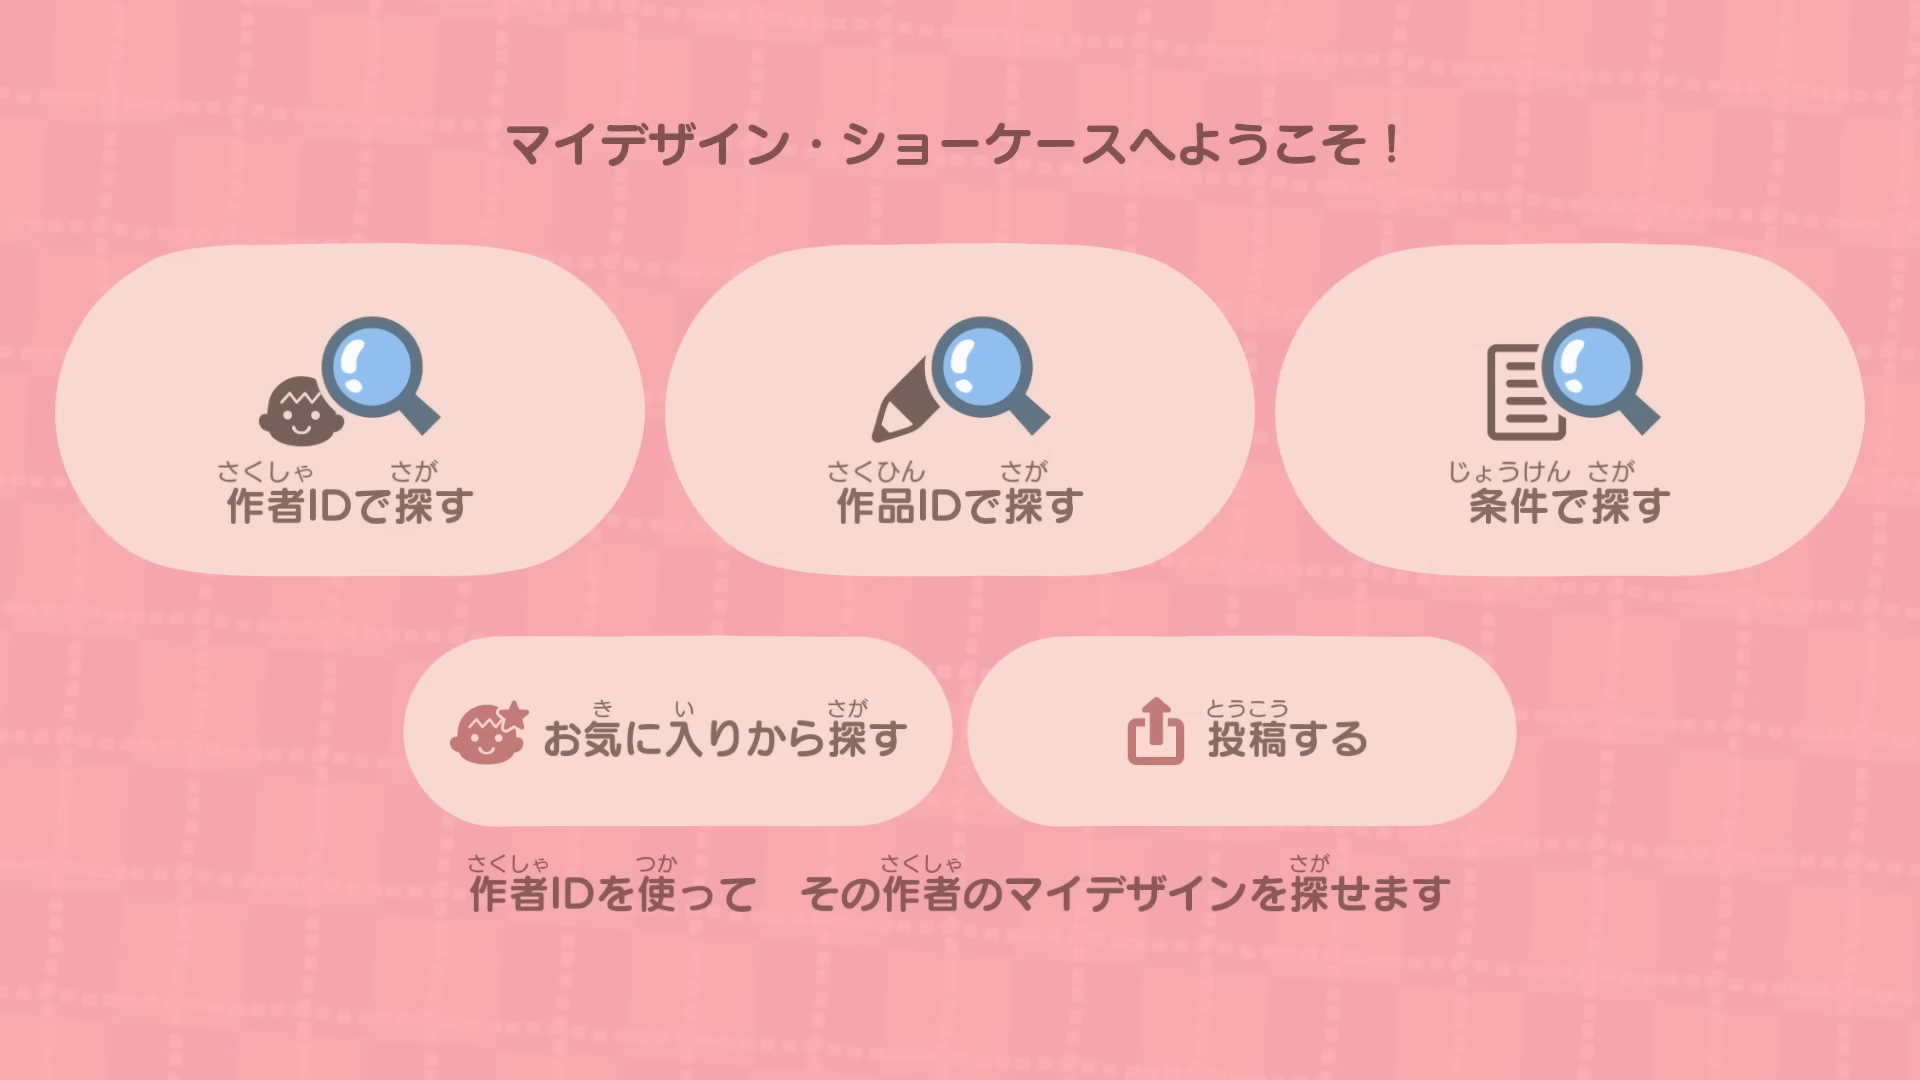 マイデザイン・ショーケースへようこそ！
さくしゃ さが
作者IDで探す
さくひん さが
作品IDで探す
じょうけん さが
条件で探す
き い さが
お気に入りから探す
とうこう
投稿する
さくしゃ つか さくしゃ さが
作者IDを使って　その作者のマイデザインを探せます